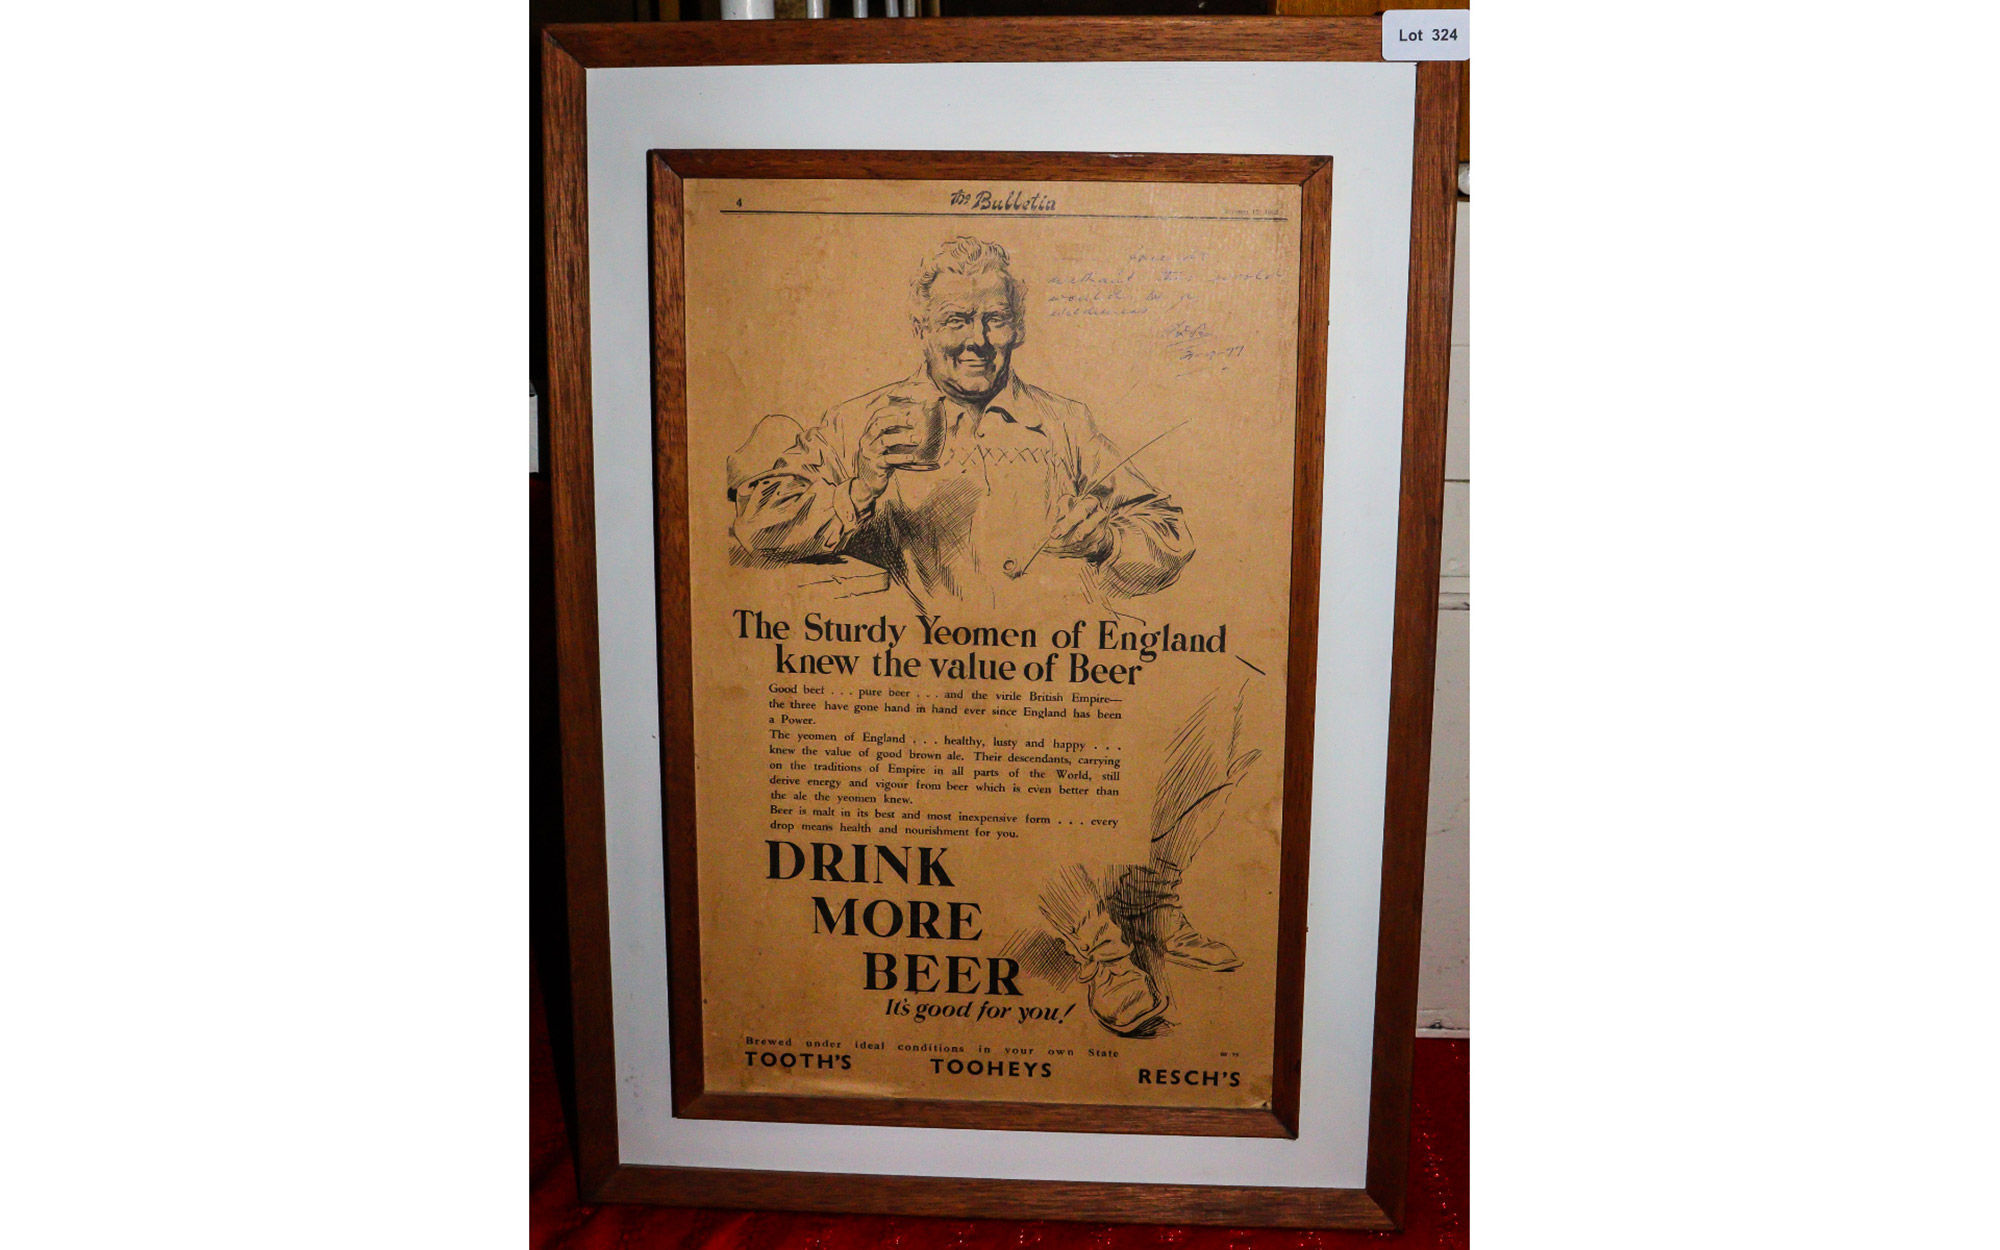 Lot 324
4
The Bulletin
without this world
would be a
The Sturdy Yeomen of England
knew the value of Beer
Good beef . . . pure beer . . . and the virile British Empire—
the three have gone hand in hand ever since England has been
a Power.
The yeomen of England . . . healthy, lusty and happy . . .
knew the value of good brown ale. Their descendants, carrying
on the traditions of Empire in all parts of the World, still
derive energy and vigour from beer which is even better than
the ale the yeomen knew.
Beer is malt in its best and most inexpensive form . . . every
drop means health and nourishment for you.
DRINK
MORE
BEER
It's good for you!
Brewed under ideal conditions in your own State
TOOTH'S TOOHEYS RESCH'S